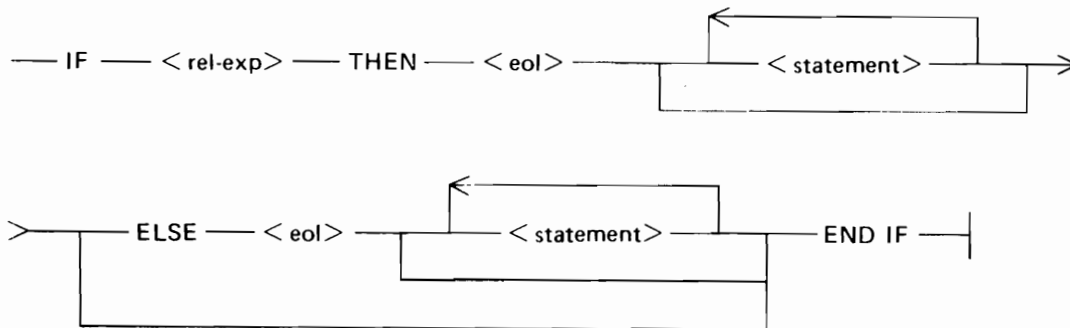 IF <rel-exp> THEN <eol> <statement>
ELSE <eol> <statement> END IF